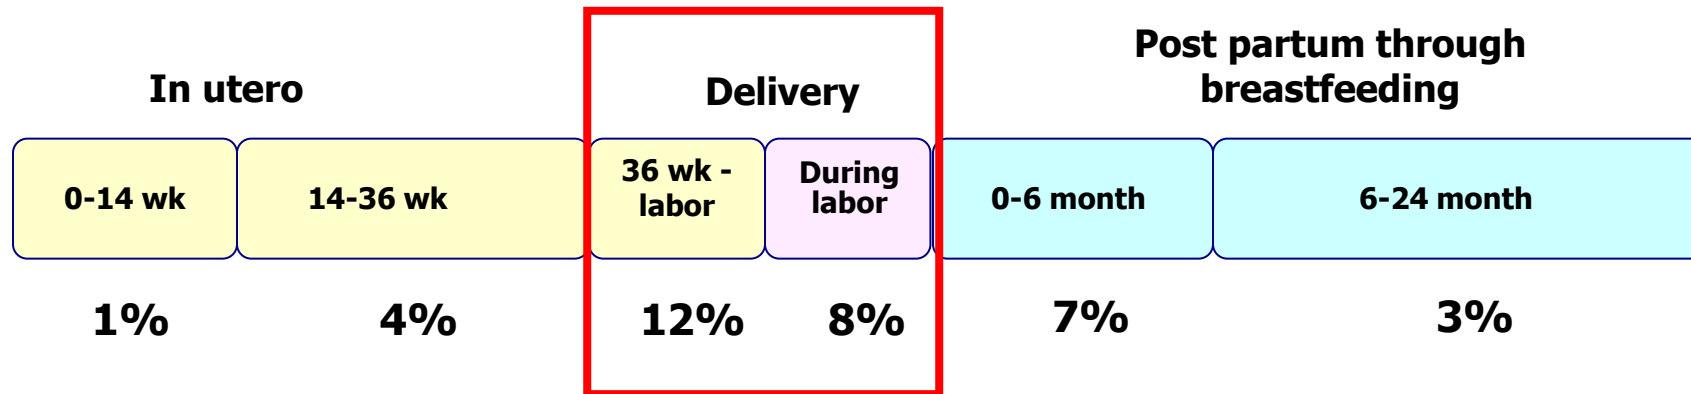 In utero
Delivery
Post partum through
breastfeeding
0-14 wk
14-36 wk
36 wk -
labor
During
labor
0-6 month
6-24 month
1%
4%
12%
8%
7%
3%